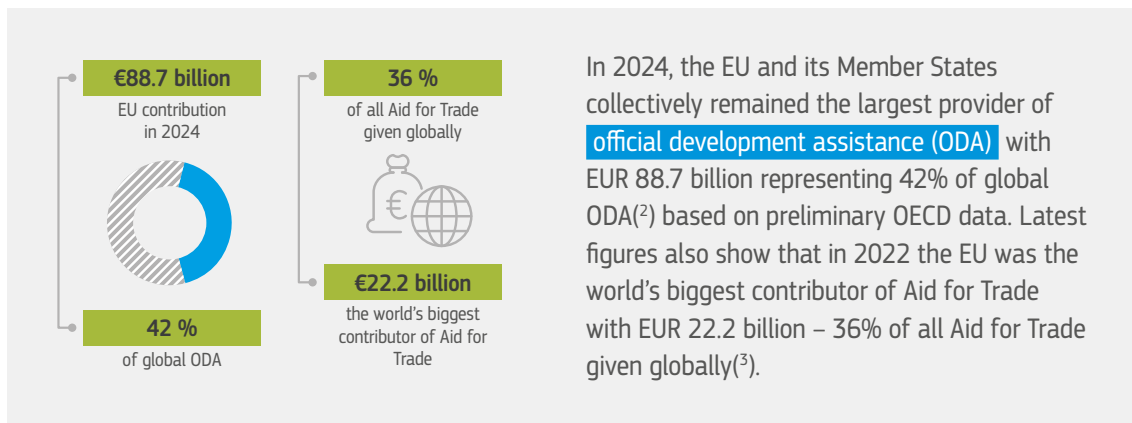 €88.7 billion
EU contribution
in 2024
42 %
of global ODA
36 %
of all Aid for Trade
given globally
€
€22.2 billion
the world's biggest
contributor of Aid for
Trade
In 2024, the EU and its Member States
collectively remained the largest provider of
official development assistance (ODA) with
EUR 88.7 billion representing 42% of global
ODA(²) based on preliminary OECD data. Latest
figures also show that in 2022 the EU was the
world's biggest contributor of Aid for Trade
with EUR 22.2 billion – 36% of all Aid for Trade
given globally(³).